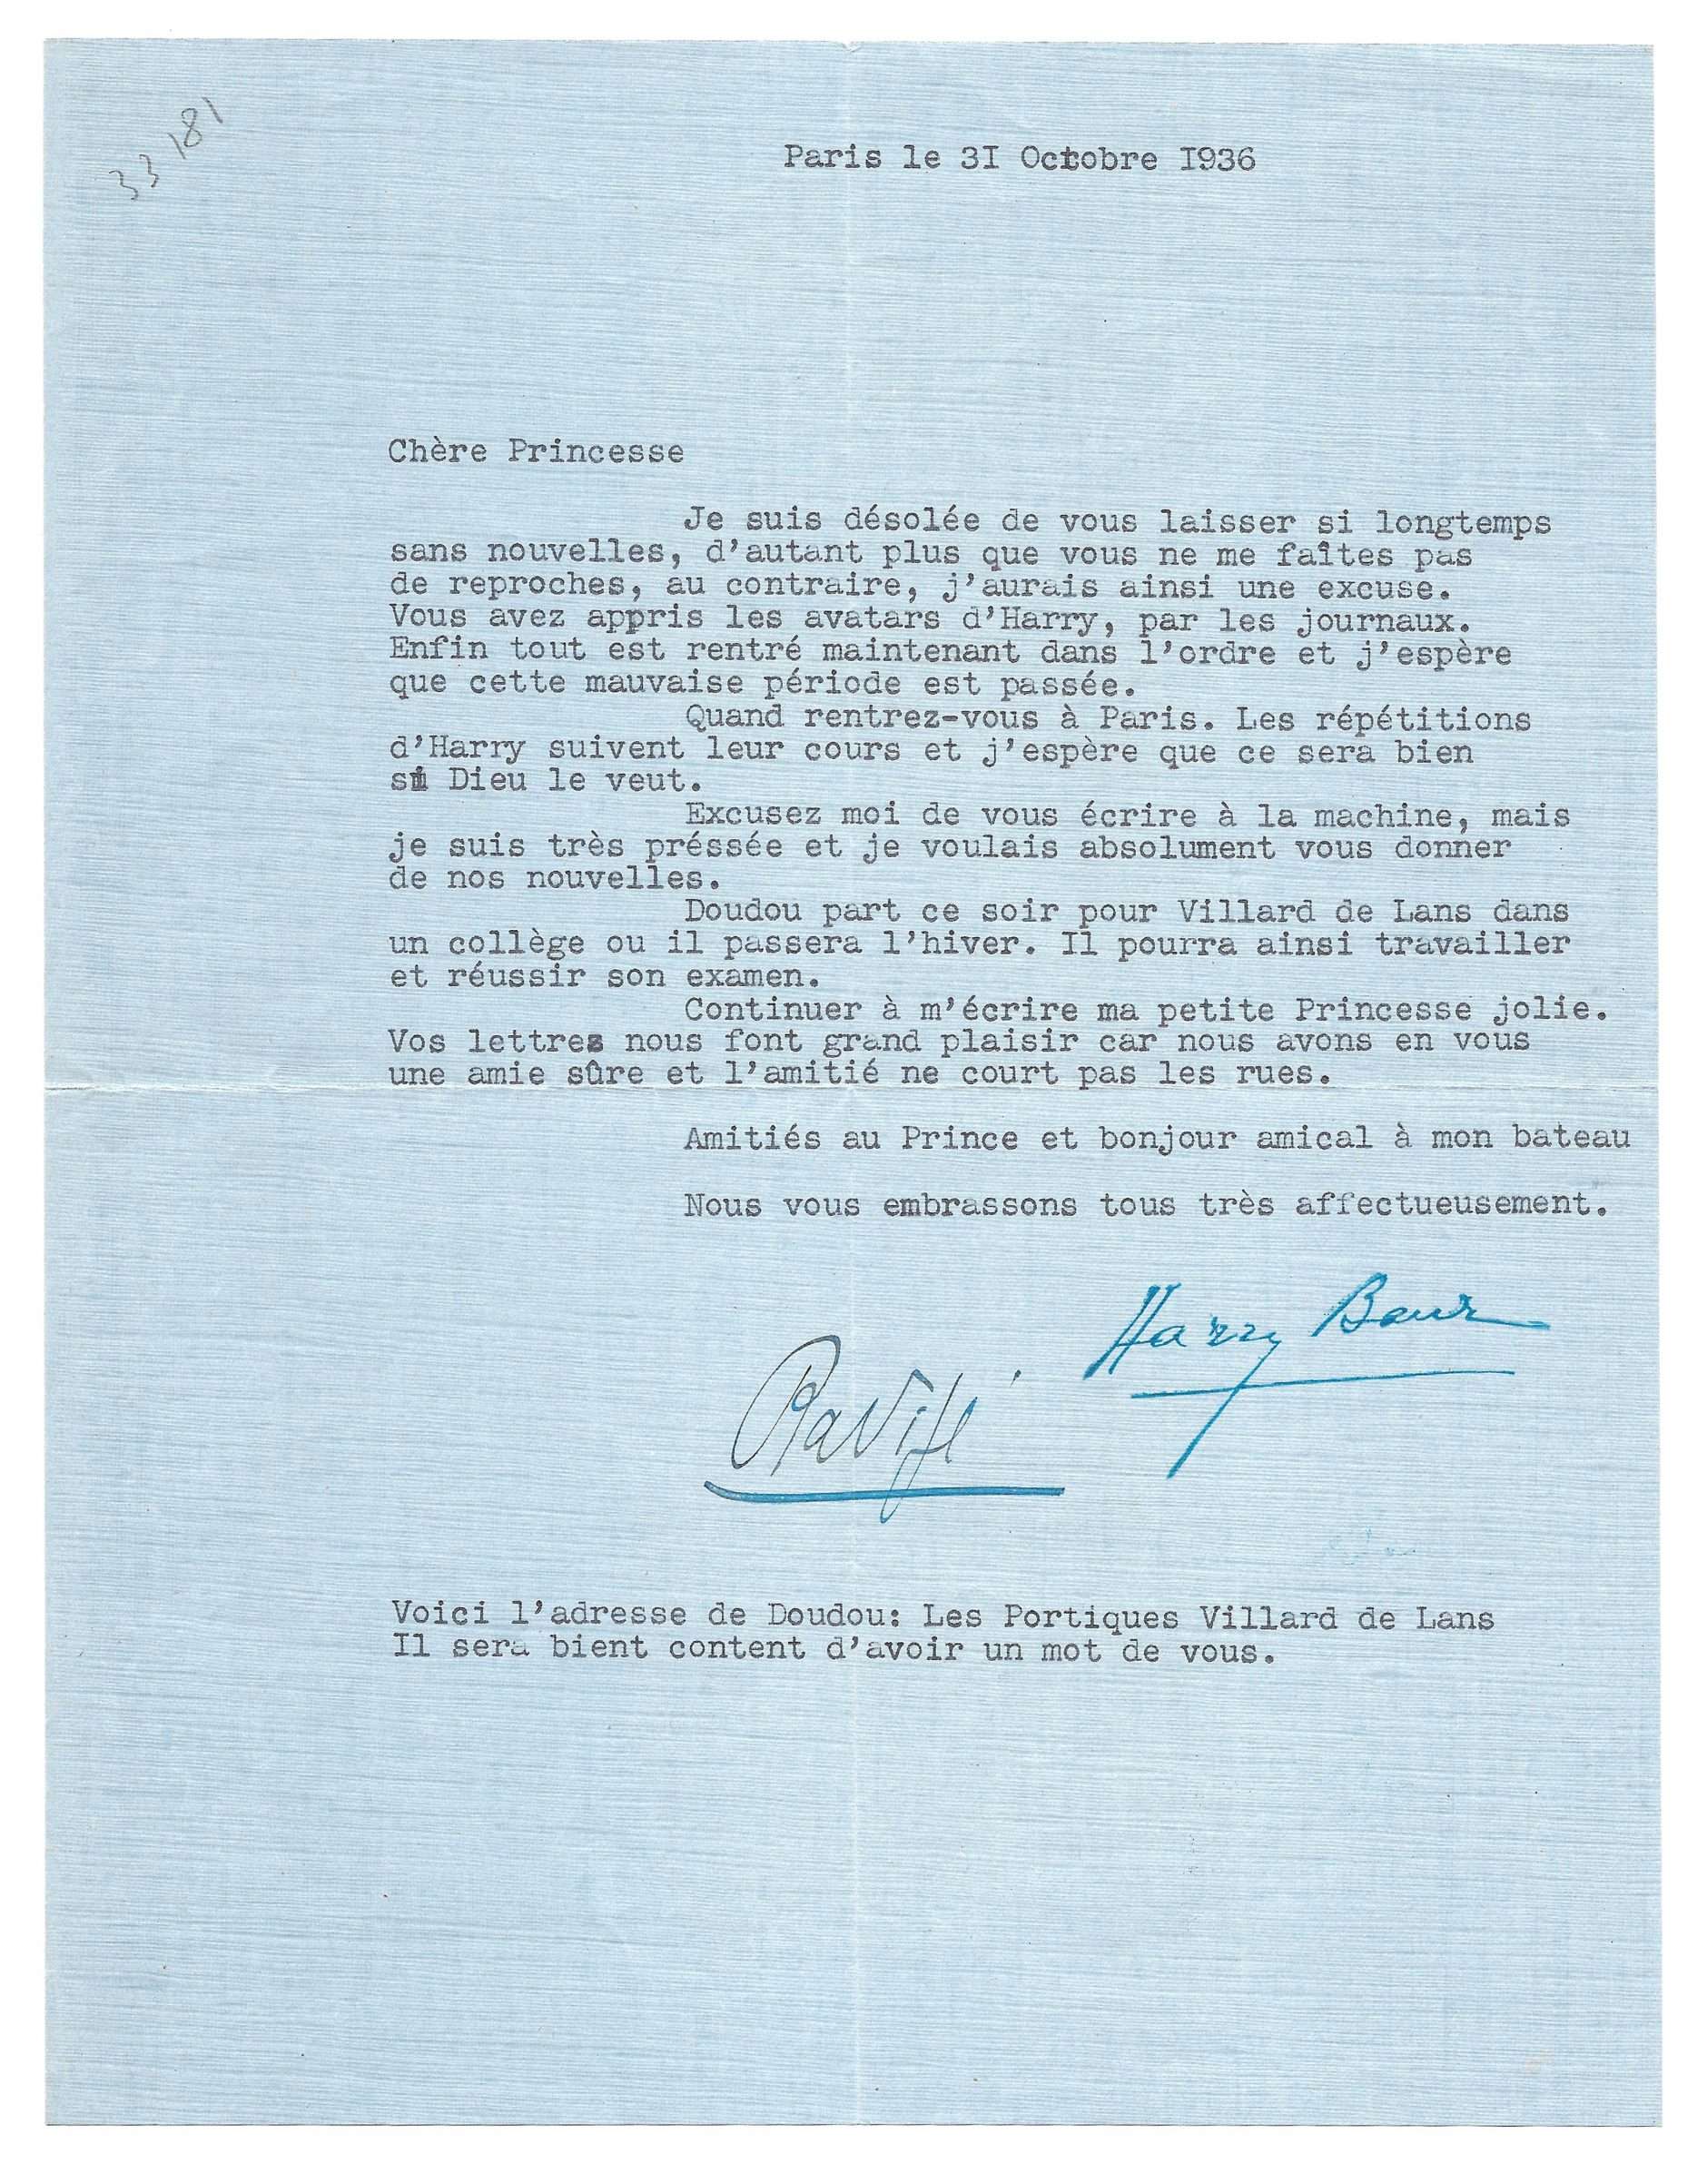 33 181
Paris le 3I Octobre I936
Chère Princesse
Je suis désolée de vous laisser si longtemps
sans nouvelles, d'autant plus que vous ne me faîtes pas
de reproches, au contraire, j'aurais ainsi une excuse.
Vous avez appris les avatars d'Harry, par les journaux.
Enfin tout est rentré maintenant dans l'ordre et j'espère
que cette mauvaise période est passée.
Quand rentrez-vous à Paris. Les répétitions
d'Harry suivent leur cours et j'espère que ce sera bien
si Dieu le veut.
Excusez moi de vous écrire à la machine, mais
je suis très préssée et je voulais absolument vous donner
de nos nouvelles.
Doudou part ce soir pour Villard de Lans dans
un collège ou il passera l'hiver. Il pourra ainsi travailler
et réussir son examen.
Continuer à m'écrire ma petite Princesse jolie.
Vos lettres nous font grand plaisir car nous avons en vous
une amie sûre et l'amitié ne court pas les rues.
Amitiés au Prince et bonjour amical à mon bateau
Nous vous embrassons tous très affectueusement.
Harry Baur
Voici l'adresse de Doudou: Les Portiques Villard de Lans
Il sera bient content d'avoir un mot de vous.